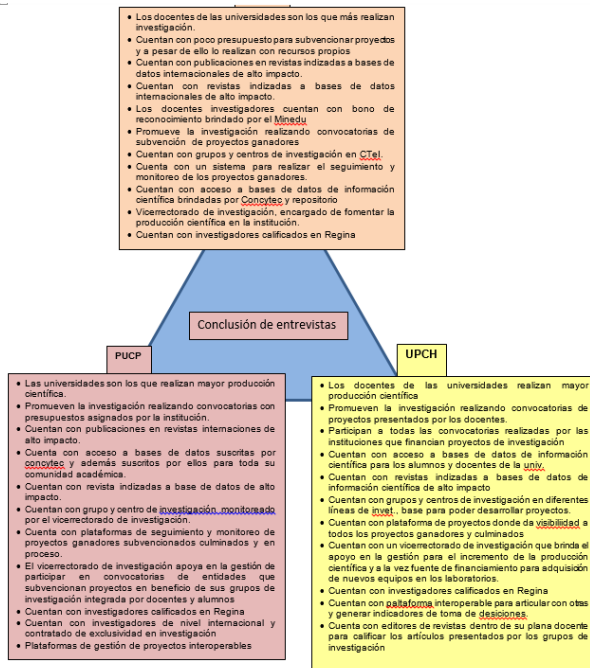 • Los docentes de las universidades son los que más realizan
investigación.
• Cuentan con poco presupuesto para subvencionar proyectos
y a pesar de ello lo realizan con recursos propios
• Cuentan con publicaciones en revistas indizadas a bases de
datos internacionales de alto impacto.
• Cuentan con revistas indizadas a bases de datos
internacionales de alto impacto.
• Los docentes investigadores cuentan con bono de
reconocimiento brindado por el Minedu
• Promueve la investigación realizando convocatorias de
subvención de proyectos ganadores
• Cuentan con grupos y centros de investigación en CTeI.
• Cuenta con un sistema para realizar el seguimiento y
monitoreo de los proyectos ganadores.
• Cuentan con acceso a bases de datos de información
científica brindadas por Concytec y repositorio
• Vicerrectorado de investigación, encargado de fomentar la
producción científica en la institución.
• Cuentan con investigadores calificados en Regina
Conclusión de entrevistas
PUCP
• Las universidades son los que realizan mayor producción
científica.
• Promueven la investigación realizando convocatorias con
presupuestos asignados por la institución.
• Cuentan con publicaciones en revistas internaciones de
alto impacto.
• Cuenta con acceso a bases de datos suscritas por
concytec y además suscritos por ellos para toda su
comunidad académica.
• Cuentan con revista indizadas a base de datos de alto
impacto.
• Cuentan con grupo y centro de investigación monitoreado
por el vicerrectorado de investigación.
• Cuenta con plataformas de seguimiento y monitoreo de
proyectos ganadores subvencionados culminados y en
proceso.
• El vicerrectorado de investigación apoya en la gestión de
participar en convocatorias de entidades que
subvencionan proyectos en beneficio de sus grupos de
investigación integrada por docentes y alumnos
• Cuentan con investigadores calificados en Regina
• Cuentan con investigadores de nivel internacional y
contratado de exclusividad en investigación
• Plataformas de gestión de proyectos interoperables
UPCH
• Los docentes de las universidades realizan mayor
producción científica
• Promueven la investigación realizando convocatorias de
proyectos presentados por los docentes.
• Participan a todas las convocatorias realizadas por las
instituciones que financian proyectos de investigación
• Cuentan con acceso a bases de datos de información
científica para los alumnos y docentes de la univ.
• Cuentan con revistas indizadas a bases de datos de
información científica de alto impacto
• Cuentan con grupos y centros de investigación en diferentes
líneas de invet., base para poder desarrollar proyectos.
• Cuentan con plataforma de proyectos donde da visibiliidad a
todos los proyectos ganadores y culminados
• Cuentan con un vicerrectorado de investigación que brinda el
apoyo en la gestión para el incremento de la producción
científica y a la vez fuente de financiamiento para adquisición
de nuevos equipos en los laboratorios.
• Cuentan con investigadores calificados en Regina
• Cuentan con paltaforma interoperable para articular con otras
y generar indicadores de toma de desiciones.
• Cuenta con editores de revistas dentro de su plana docente
para calificar los artículos presentados por los grupos de
investigación